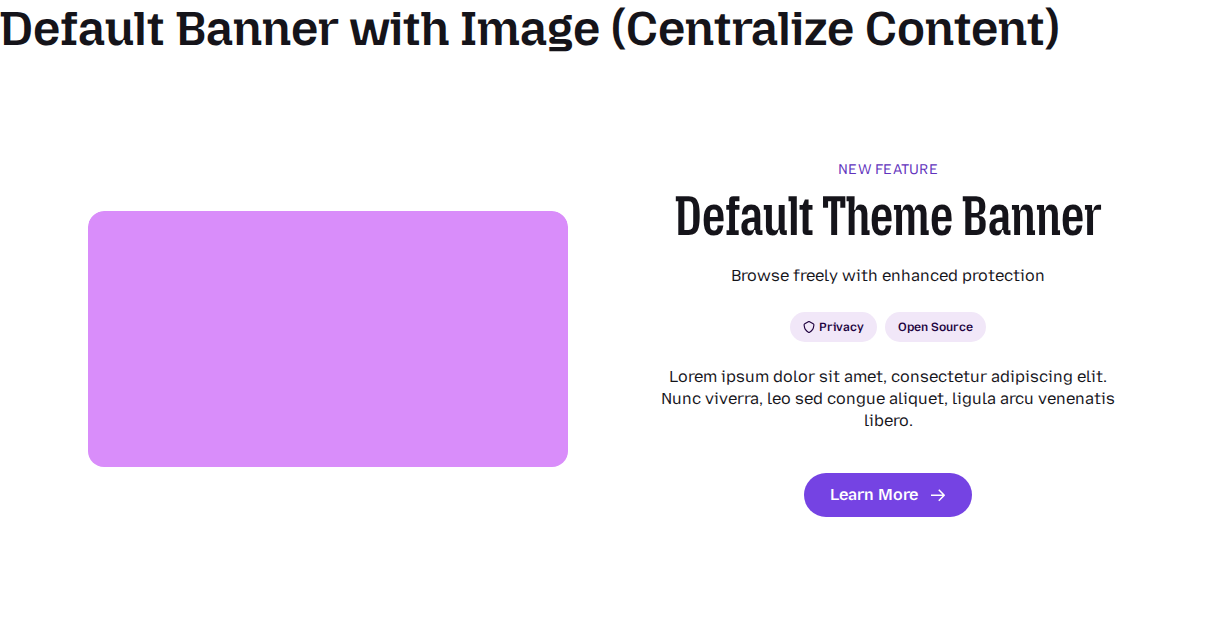 Default Banner with Image (Centralize Content)
NEW FEATURE
Default Theme Banner
Browse freely with enhanced protection
Privacy
Open Source
Lorem ipsum dolor sit amet, consectetur adipiscing elit.
Nunc viverra, leo sed congue aliquet, ligula arcu venenatis
libero.
Learn More